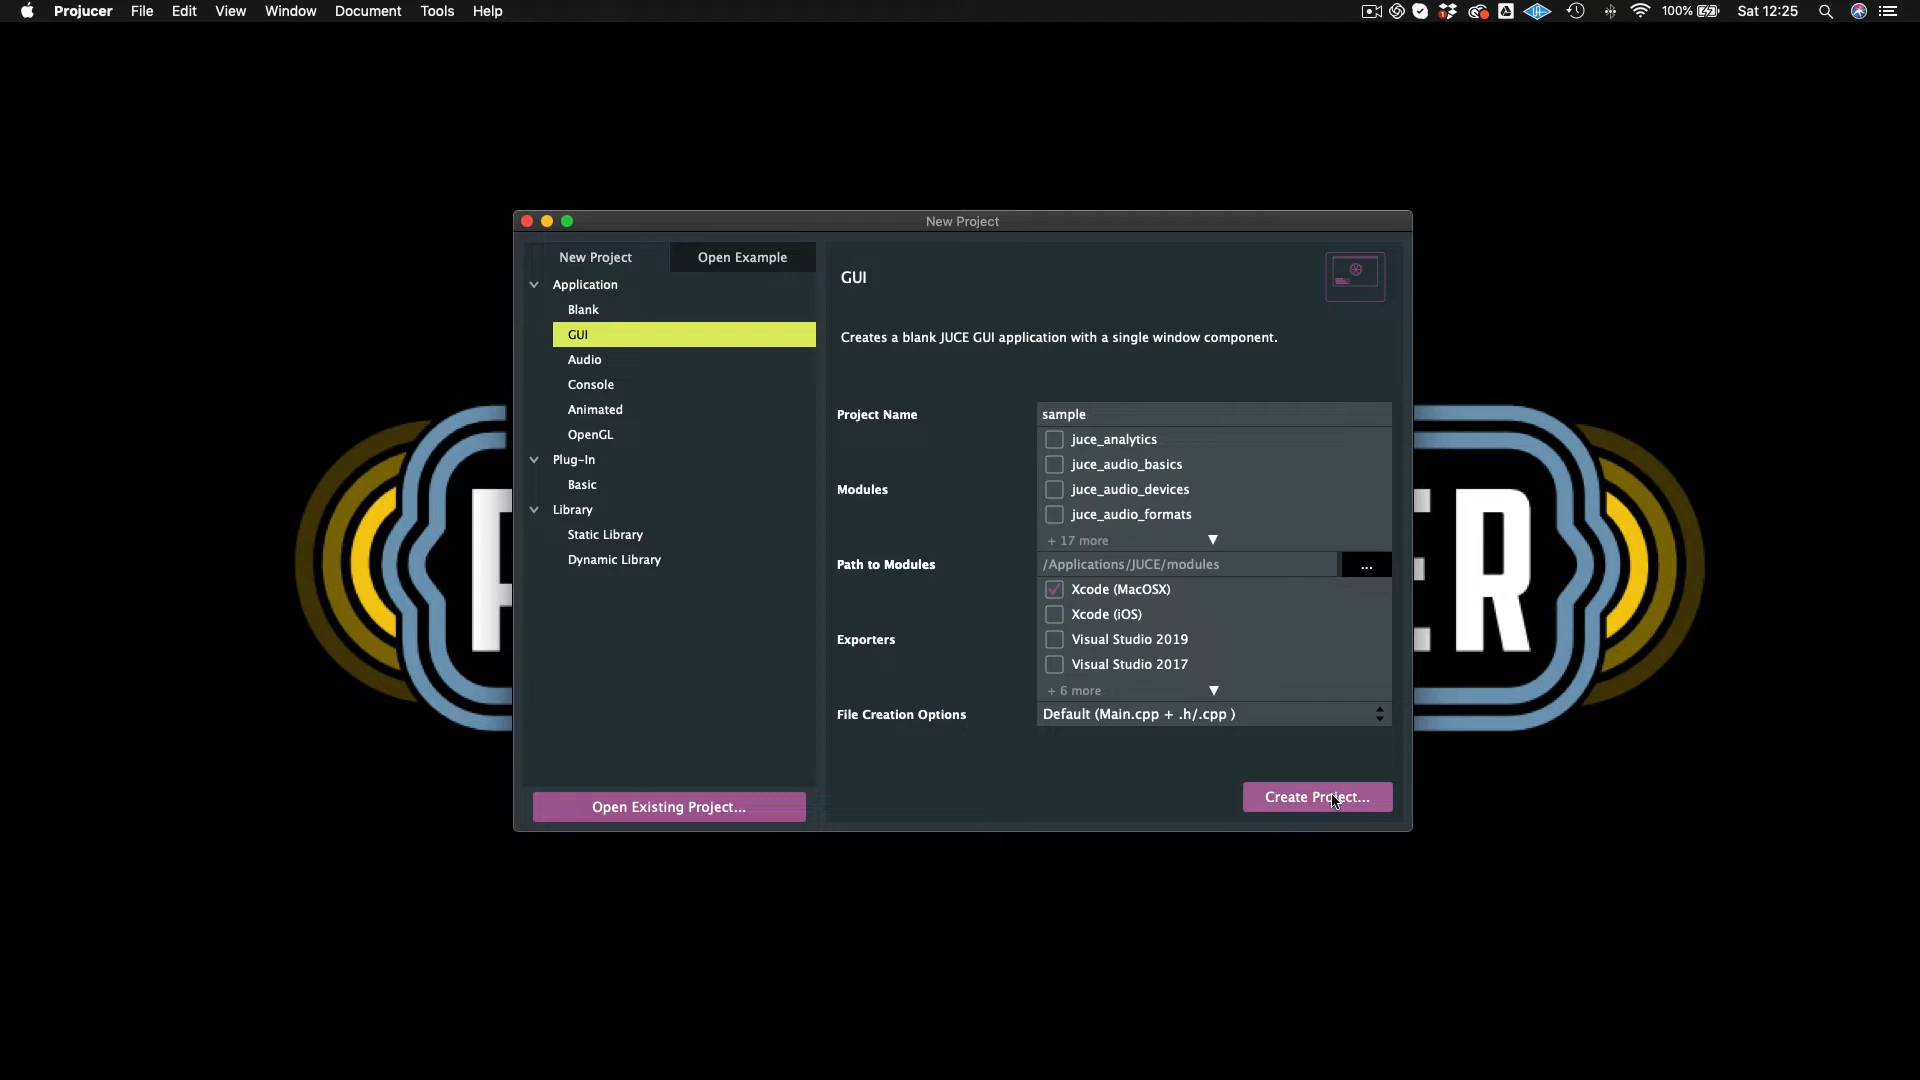 Projucer File Edit View Window Document Tools Help 100% Sat 12:25
New Project
New Project Open Example
Application
Blank
GUI
Audio
Console
Animated
OpenGL
Plug-In
Basic
Library
Static Library
Dynamic Library
Open Existing Project...
GUI
Creates a blank JUCE GUI application with a single window component.
Project Name sample
Modules
juce_analytics
juce_audio_basics
juce_audio_devices
juce_audio_formats
+ 17 more
Path to Modules /Applications/JUCE/modules ...
Exporters
Xcode (MacOSX)
Xcode (iOS)
Visual Studio 2019
Visual Studio 2017
+ 6 more
File Creation Options Default (Main.cpp + .h/.cpp )
Create Project...